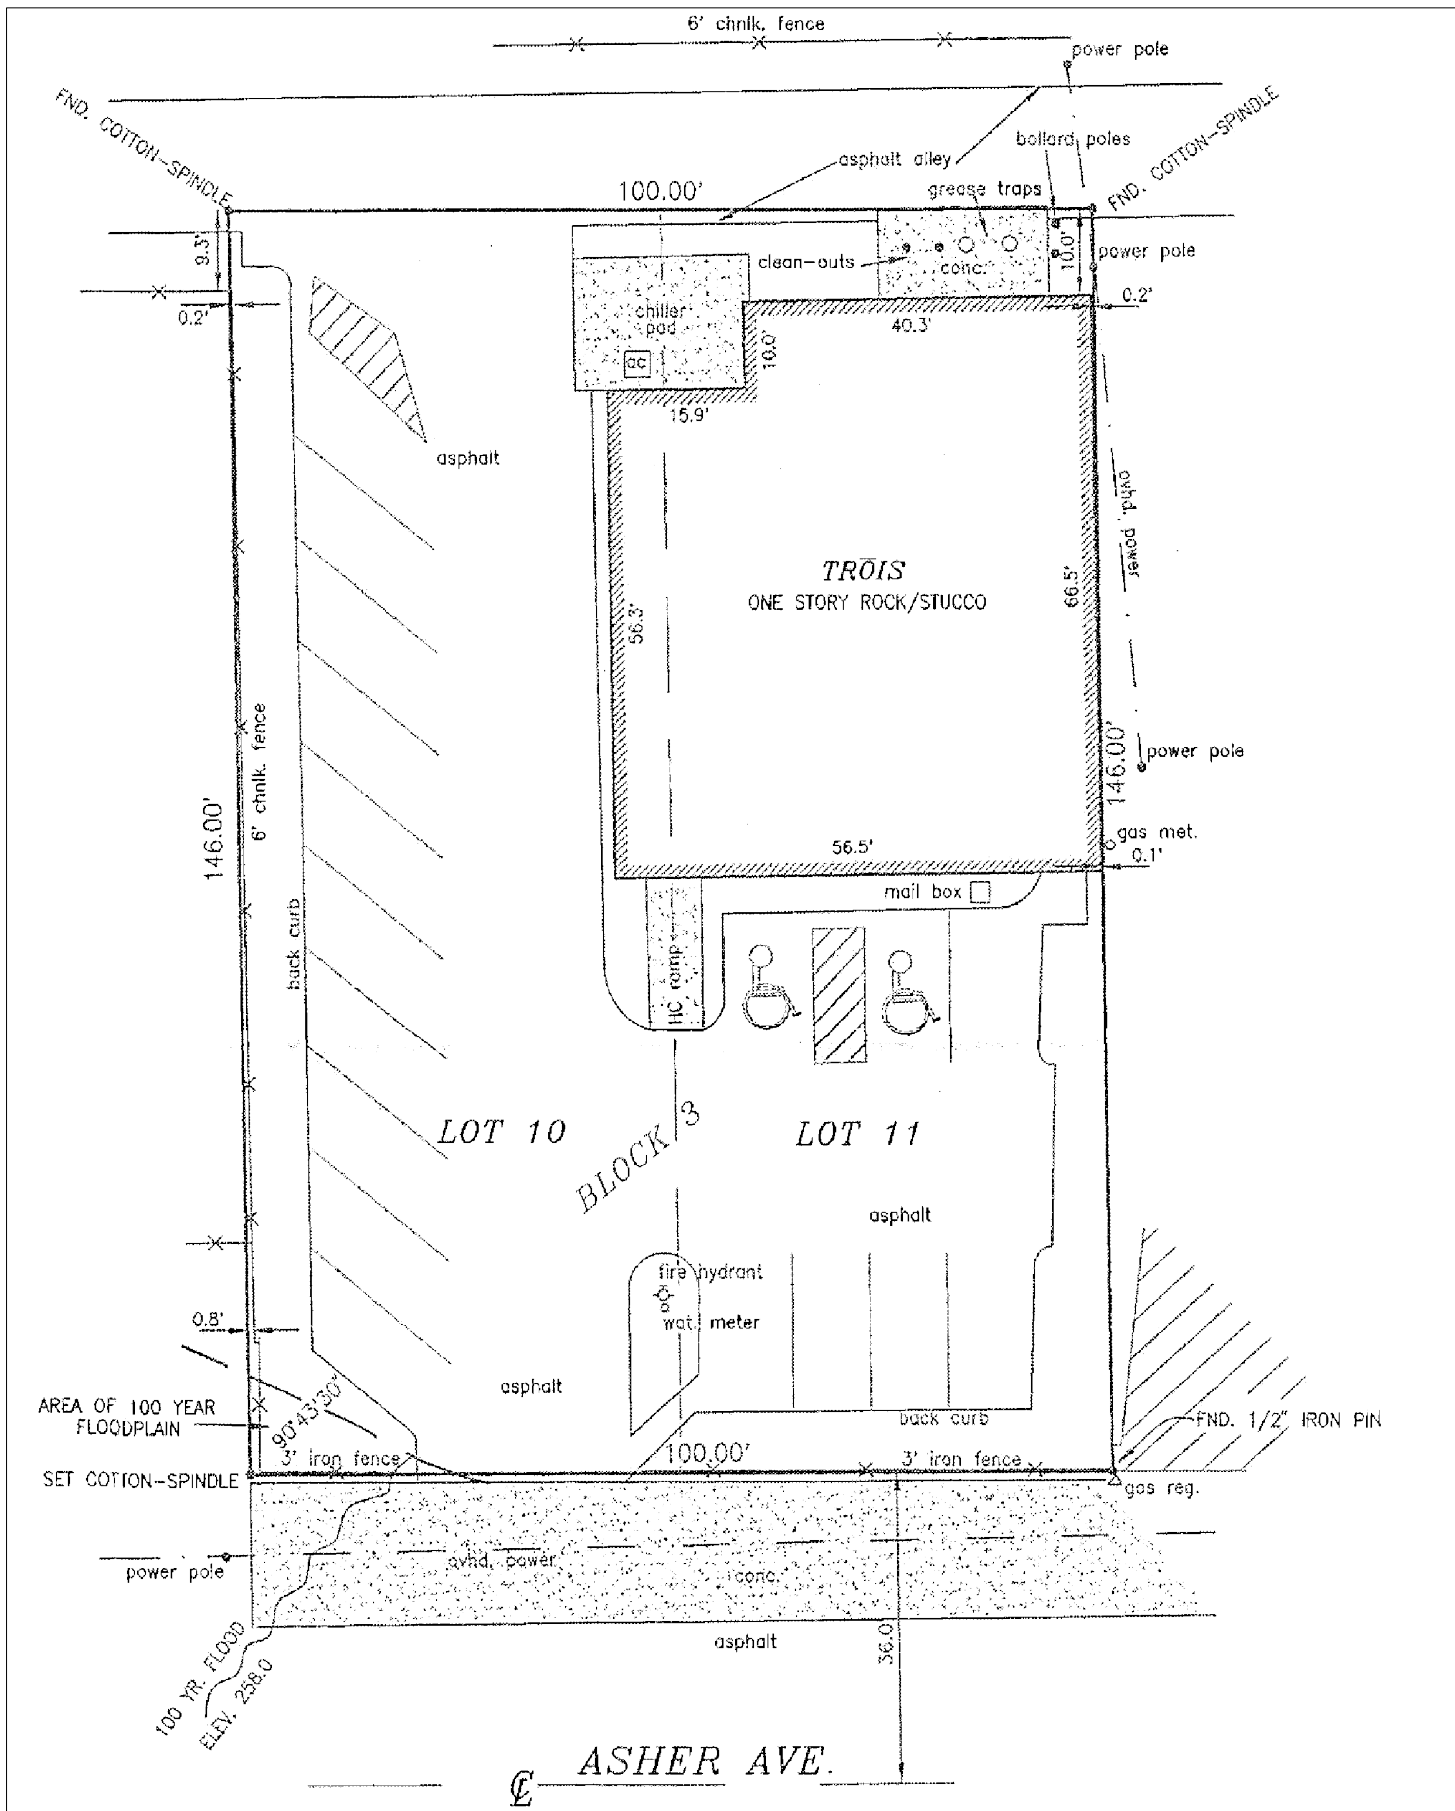 6' chnlk. fence
power pole
FND. COTTON-SPINDLE
FND. COTTON-SPINDLE
bollard poles
asphalt alley
grease traps
100.00'
9.3'
clean-outs
conc.
10.0'
power pole
0.2'
0.2'
chiller
pad
ac
40.3'
10.0'
15.9'
asphalt
ovhd. power
TROIS
ONE STORY ROCK/STUCCO
66.5'
56.3'
6' chnlk. fence
146.00'
146.00'
power pole
gas met.
56.5'
0.1'
mail box
back curb
HC ramp
LOT 10
BLOCK 3
LOT 11
asphalt
fire hydrant
wat. meter
0.8'
asphalt
AREA OF 100 YEAR
FLOODPLAIN
90°43'30"
back curb
FND. 1/2" IRON PIN
3' iron fence
100.00'
3' iron fence
SET COTTON-SPINDLE
gas reg.
power pole
ovhd. power
conc.
asphalt
36.0
100 YR. FLOOD
ELEV. 258.0
ASHER AVE.
℄